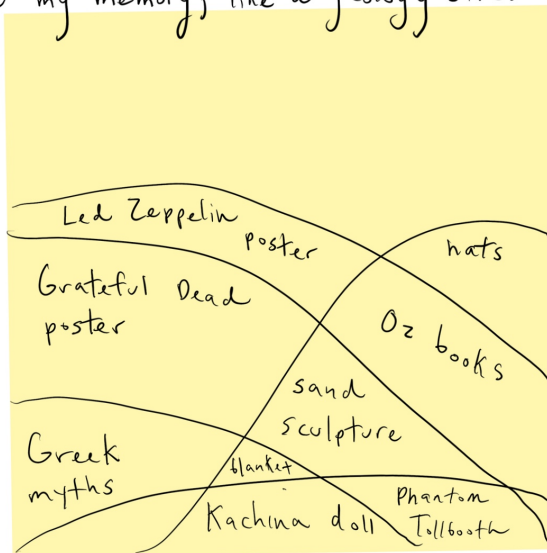 my memory, like a geology
Led Zeppelin
poster
hats
Grateful Dead
poster
Oz books
sand
sculpture
Greek
myths
blanket
Phantom
Tollbooth
Kachina doll